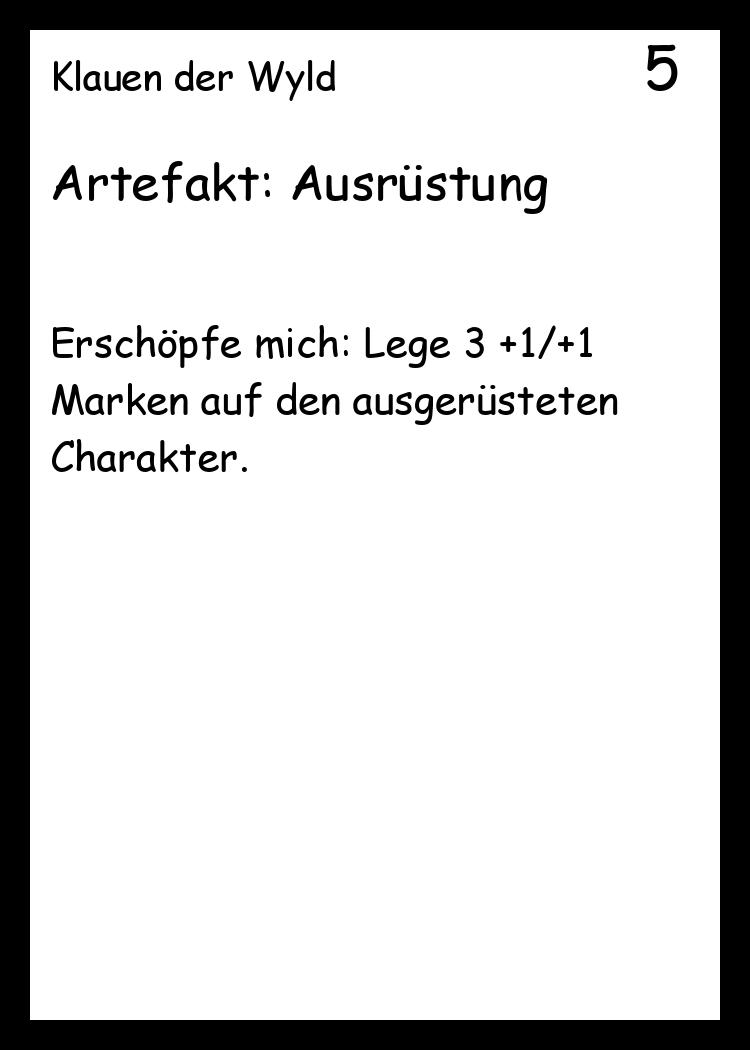 Klauen der Wyld 5
Artefakt: Ausrüstung
Erschöpfe mich: Lege 3 +1/+1
Marken auf den ausgerüsteten
Charakter.